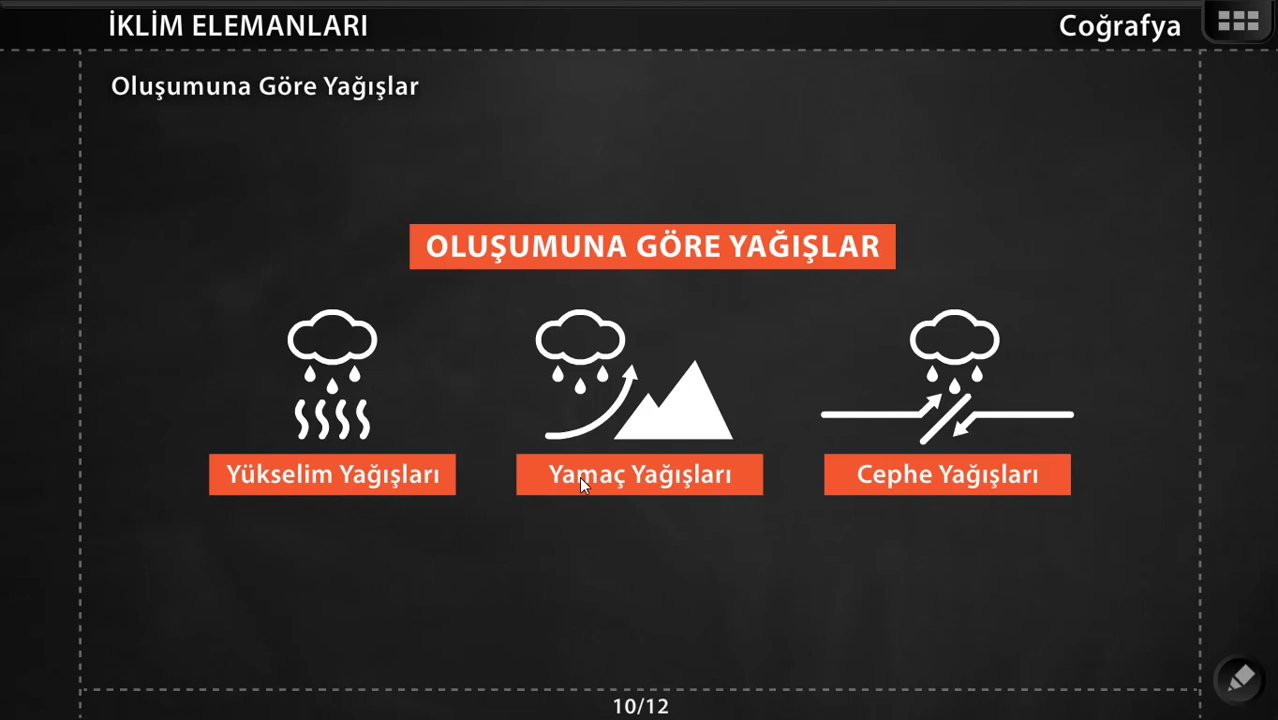 İKLİM ELEMANLARI
Coğrafya
Oluşumuna Göre Yağışlar
OLUŞUMUNA GÖRE YAĞIŞLAR
Yükselim Yağışları
Yamaç Yağışları
Cephe Yağışları
10/12